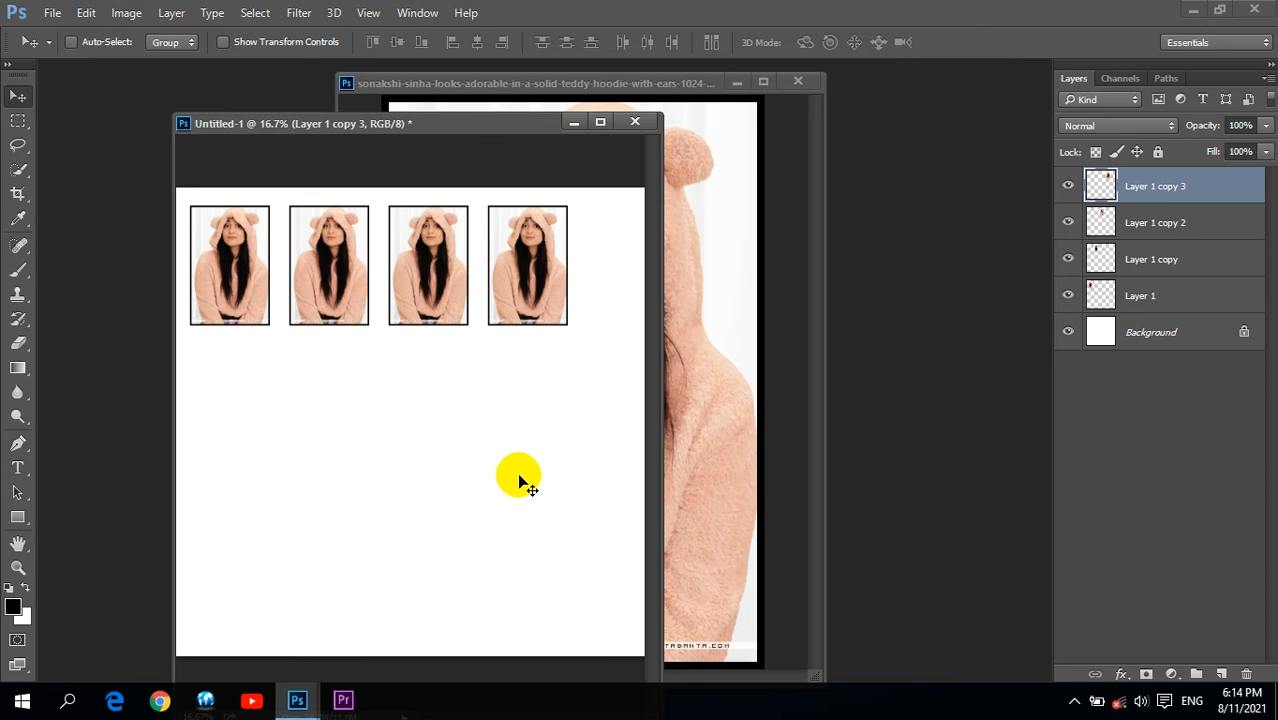 Ps File Edit Image Layer Type Select Filter 3D View Window Help
Auto-Select: Group Show Transform Controls 3D Mode: Essentials
sonakshi-sinha-looks-adorable-in-a-solid-teddy-hoodie-with-ears-1024-...
Untitled-1 @ 16.7% (Layer 1 copy 3, RGB/8) *
Layers Channels Paths
Kind
Normal Opacity: 100%
Lock: Fill: 100%
Layer 1 copy 3
Layer 1 copy 2
Layer 1 copy
Layer 1
Background
T
fx
Ps Pr
ENG
6:14 PM
8/11/2021